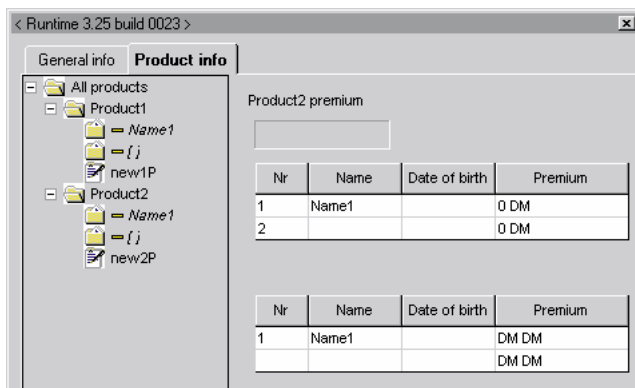 < Runtime 3.25 build 0023 >
General info Product info
All products
Product1
Name1
{ }
new1P
Product2
Name1
{ }
new2P
Product2 premium
Nr Name Date of birth Premium
1 Name1 0 DM
2 0 DM
Nr Name Date of birth Premium
1 Name1 DM DM
DM DM